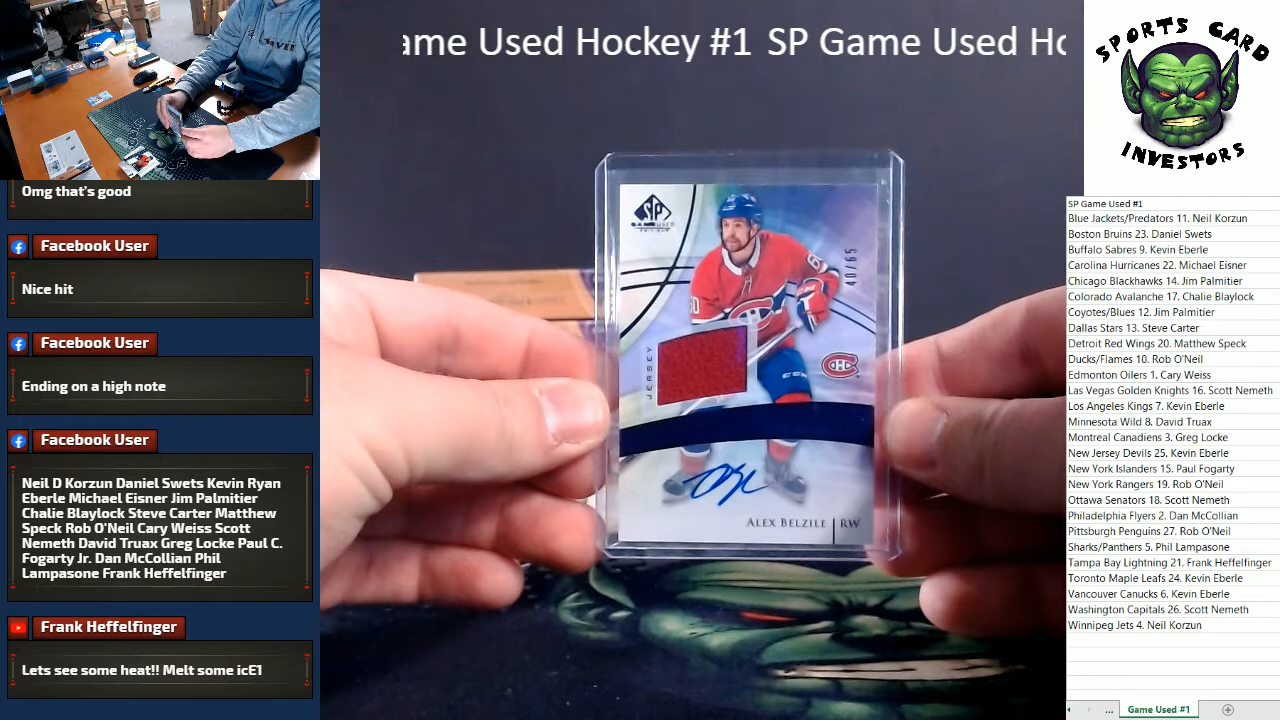 ame Used Hockey #1 SP Game Used Ho
SPORTS CARD
INVESTORS
Omg that's good
Facebook User
Nice hit
Facebook User
Ending on a high note
Facebook User
Neil D Korzun Daniel Swets Kevin Ryan
Eberle Michael Eisner Jim Palmitier
Chalie Blaylock Steve Carter Matthew
Speck Rob O'Neil Cary Weiss Scott
Nemeth David Truax Greg Locke Paul C.
Fogarty Jr. Dan McCollian Phil
Lampasone Frank Heffelfinger
Frank Heffelfinger
Lets see some heat!! Melt some icE1
SP
GAME USED
EDITION
40/65
60
JERSEY
CCM
ALEX BELZILE RW
SP Game Used #1
Blue Jackets/Predators 11. Neil Korzun
Boston Bruins 23. Daniel Swets
Buffalo Sabres 9. Kevin Eberle
Carolina Hurricanes 22. Michael Eisner
Chicago Blackhawks 14. Jim Palmitier
Colorado Avalanche 17. Chalie Blaylock
Coyotes/Blues 12. Jim Palmitier
Dallas Stars 13. Steve Carter
Detroit Red Wings 20. Matthew Speck
Ducks/Flames 10. Rob O'Neil
Edmonton Oilers 1. Cary Weiss
Las Vegas Golden Knights 16. Scott Nemeth
Los Angeles Kings 7. Kevin Eberle
Minnesota Wild 8. David Truax
Montreal Canadiens 3. Greg Locke
New Jersey Devils 25. Kevin Eberle
New York Islanders 15. Paul Fogarty
New York Rangers 19. Rob O'Neil
Ottawa Senators 18. Scott Nemeth
Philadelphia Flyers 2. Dan McCollian
Pittsburgh Penguins 27. Rob O'Neil
Sharks/Panthers 5. Phil Lampasone
Tampa Bay Lightning 21. Frank Heffelfinger
Toronto Maple Leafs 24. Kevin Eberle
Vancouver Canucks 6. Kevin Eberle
Washington Capitals 26. Scott Nemeth
Winnipeg Jets 4. Neil Korzun
... Game Used #1